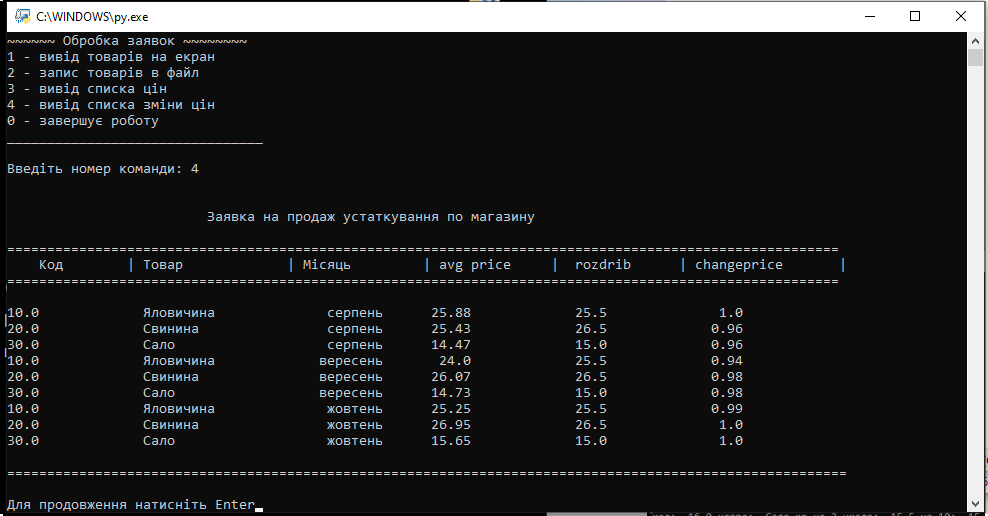 C:\WINDOWS\py.exe
~~~~~~ Обробка заявок ~~~~~~~~
1 - вивід товарів на екран
2 - запис товарів в файл
3 - вивід списка цін
4 - вивід списка зміни цін
0 - завершує роботу
________________________________
Введіть номер команди: 4
Заявка на продаж устаткування по магазину
========================================================================================================
Код | Товар | Місяць | avg price | rozdrib | changeprice |
========================================================================================================
10.0 Яловичина серпень 25.88 25.5 1.0
20.0 Свинина серпень 25.43 26.5 0.96
30.0 Сало серпень 14.47 15.0 0.96
10.0 Яловичина вересень 24.0 25.5 0.94
20.0 Свинина вересень 26.07 26.5 0.98
30.0 Сало вересень 14.73 15.0 0.98
10.0 Яловичина жовтень 25.25 25.5 0.99
20.0 Свинина жовтень 26.95 26.5 1.0
30.0 Сало жовтень 15.65 15.0 1.0
=========================================================================================================
Для продовження натисніть Enter